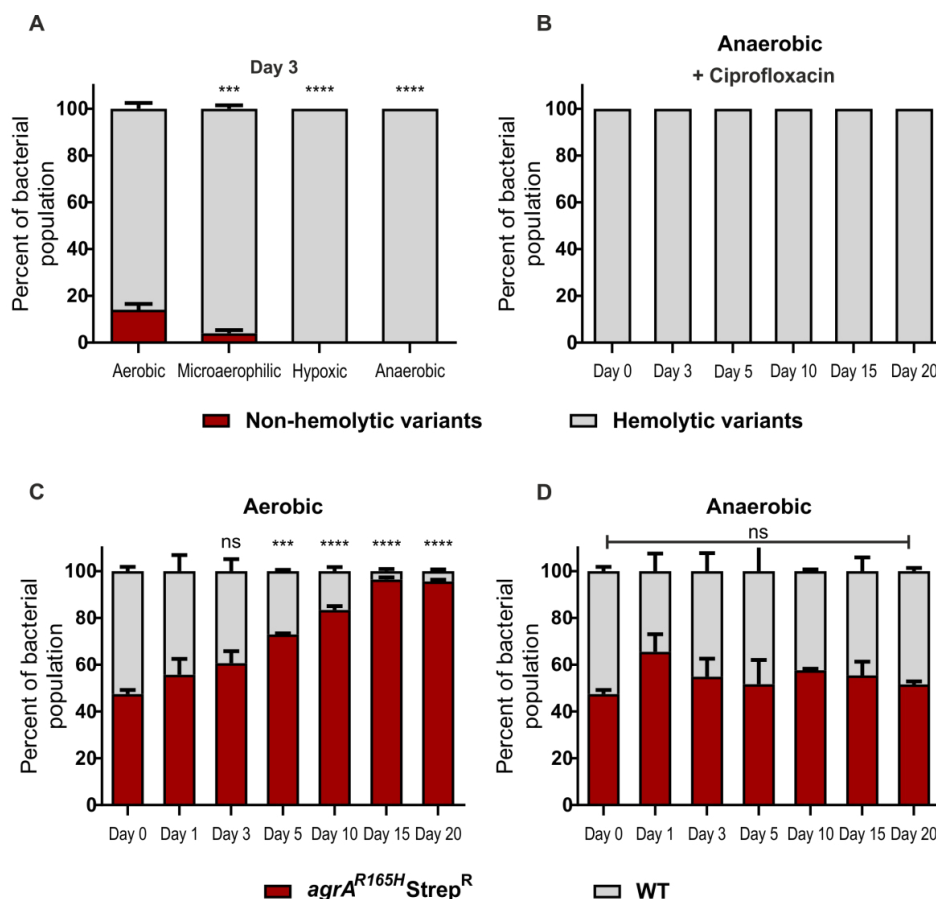 A
Day 3
*** **** ****
Percent of bacterial
population
100
80
60
40
20
0
Aerobic Microaerophilic Hypoxic Anaerobic
B
Anaerobic
+ Ciprofloxacin
Percent of bacterial
population
100
80
60
40
20
0
Day 0 Day 3 Day 5 Day 10 Day 15 Day 20
Non-hemolytic variants Hemolytic variants
C
Aerobic
ns *** **** **** ****
Percent of bacterial
population
100
80
60
40
20
0
Day 0 Day 1 Day 3 Day 5 Day 10 Day 15 Day 20
D
Anaerobic
ns
Percent of bacterial
population
100
80
60
40
20
0
Day 0 Day 1 Day 3 Day 5 Day 10 Day 15 Day 20
agrA^R165H Strep^R WT